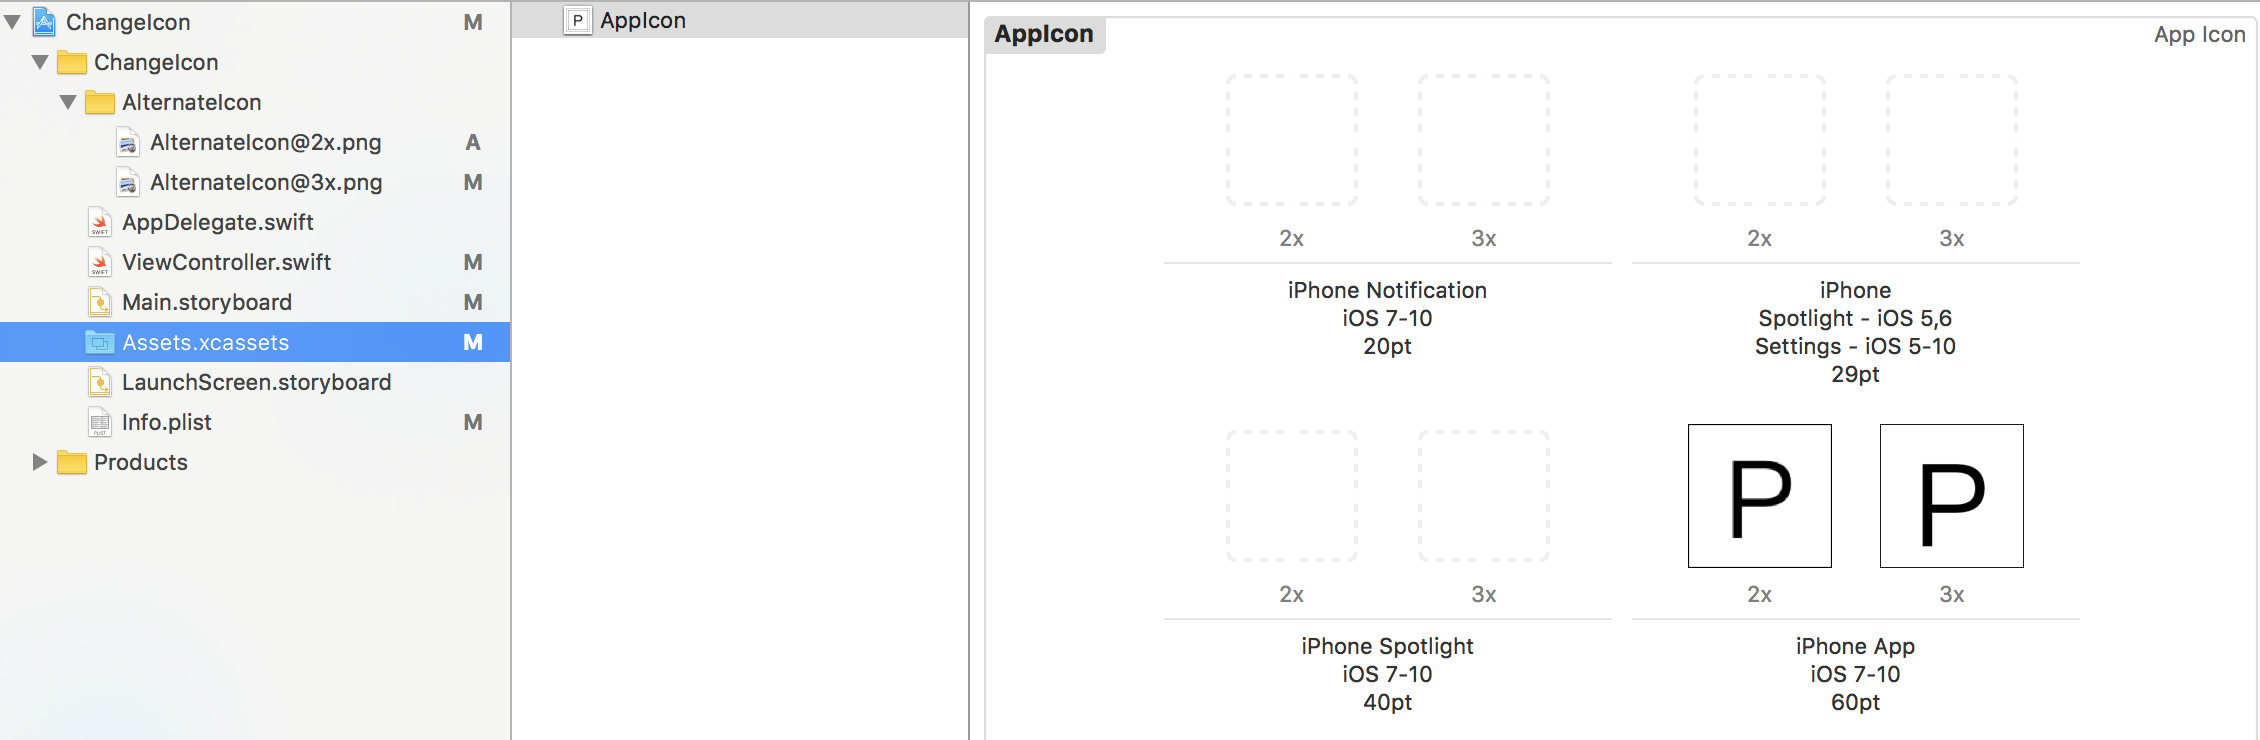 ChangeIcon M
ChangeIcon
AlternateIcon
AlternateIcon@2x.png A
AlternateIcon@3x.png M
AppDelegate.swift
ViewController.swift M
Main.storyboard M
Assets.xcassets M
LaunchScreen.storyboard
Info.plist M
Products
P AppIcon
AppIcon
App Icon
2x 3x
iPhone Notification
iOS 7-10
20pt
2x 3x
iPhone
Spotlight - iOS 5,6
Settings - iOS 5-10
29pt
2x 3x
iPhone Spotlight
iOS 7-10
40pt
P P
2x 3x
iPhone App
iOS 7-10
60pt